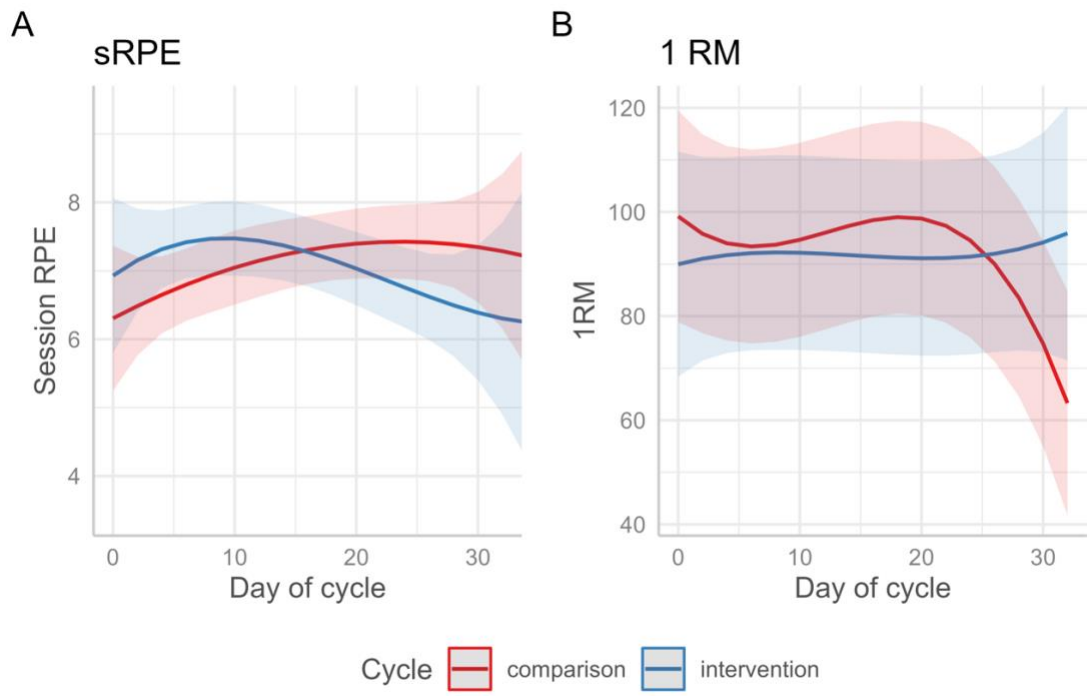 A
sRPE
Session RPE
8
6
4
0 10 20 30
Day of cycle
B
1 RM
1RM
120
100
80
60
40
0 10 20 30
Day of cycle
Cycle comparison intervention